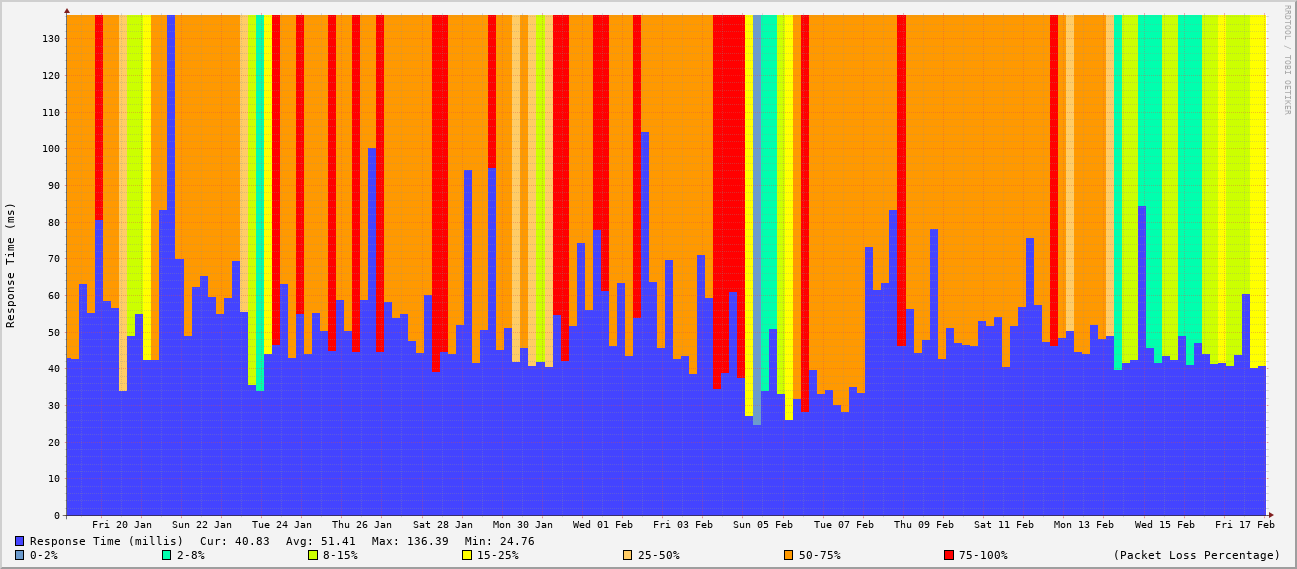 RRDTOOL / TOBI OETIKER
Response Time (ms)
130
120
110
100
90
80
70
60
50
40
30
20
10
0
Fri 20 Jan Sun 22 Jan Tue 24 Jan Thu 26 Jan Sat 28 Jan Mon 30 Jan Wed 01 Feb Fri 03 Feb Sun 05 Feb Tue 07 Feb Thu 09 Feb Sat 11 Feb Mon 13 Feb Wed 15 Feb Fri 17 Feb
Response Time (millis) Cur: 40.83 Avg: 51.41 Max: 136.39 Min: 24.76
0-2% 2-8% 8-15% 15-25% 25-50% 50-75% 75-100% (Packet Loss Percentage)